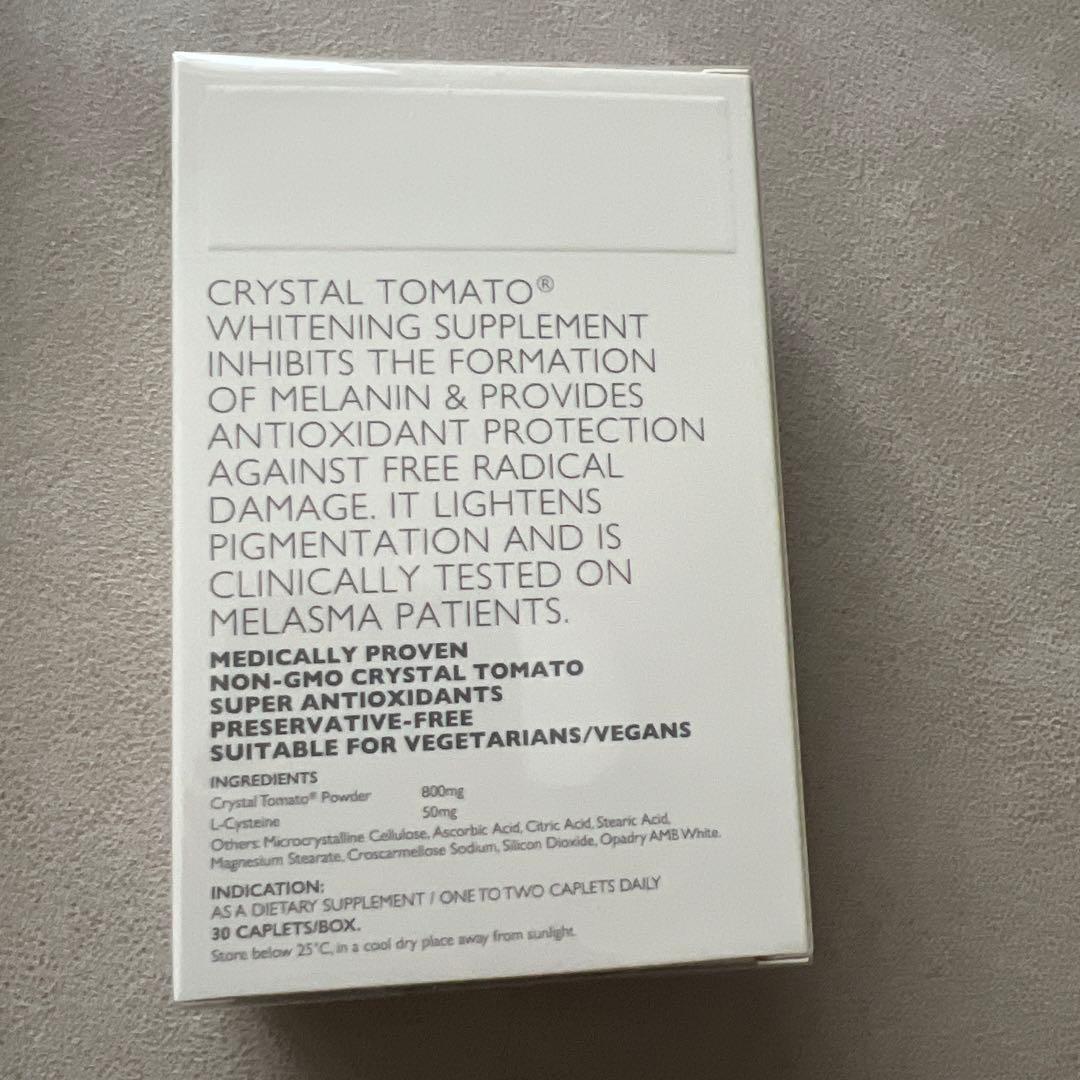 CRYSTAL TOMATO®
WHITENING SUPPLEMENT
INHIBITS THE FORMATION
OF MELANIN & PROVIDES
ANTIOXIDANT PROTECTION
AGAINST FREE RADICAL
DAMAGE. IT LIGHTENS
PIGMENTATION AND IS
CLINICALLY TESTED ON
MELASMA PATIENTS.
MEDICALLY PROVEN
NON-GMO CRYSTAL TOMATO
SUPER ANTIOXIDANTS
PRESERVATIVE-FREE
SUITABLE FOR VEGETARIANS/VEGANS
INGREDIENTS
Crystal Tomato® Powder 800mg
L-Cysteine 50mg
Others: Microcrystalline Cellulose, Ascorbic Acid, Citric Acid, Stearic Acid,
Magnesium Stearate, Croscarmellose Sodium, Silicon Dioxide, Opadry AMB White.
INDICATION:
AS A DIETARY SUPPLEMENT / ONE TO TWO CAPLETS DAILY
30 CAPLETS/BOX.
Store below 25°C, in a cool dry place away from sunlight.